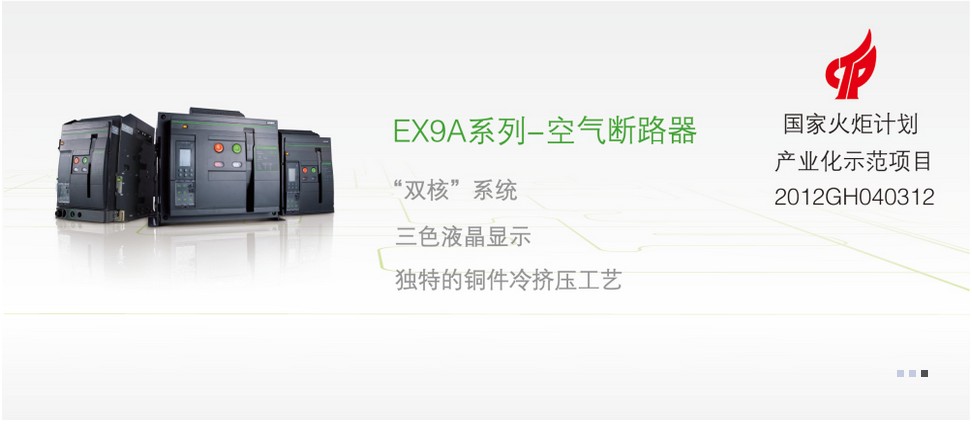 EX9A系列-空气断路器
“双核”系统
三色液晶显示
独特的铜件冷挤压工艺
CTP
国家火炬计划
产业化示范项目
2012GH040312